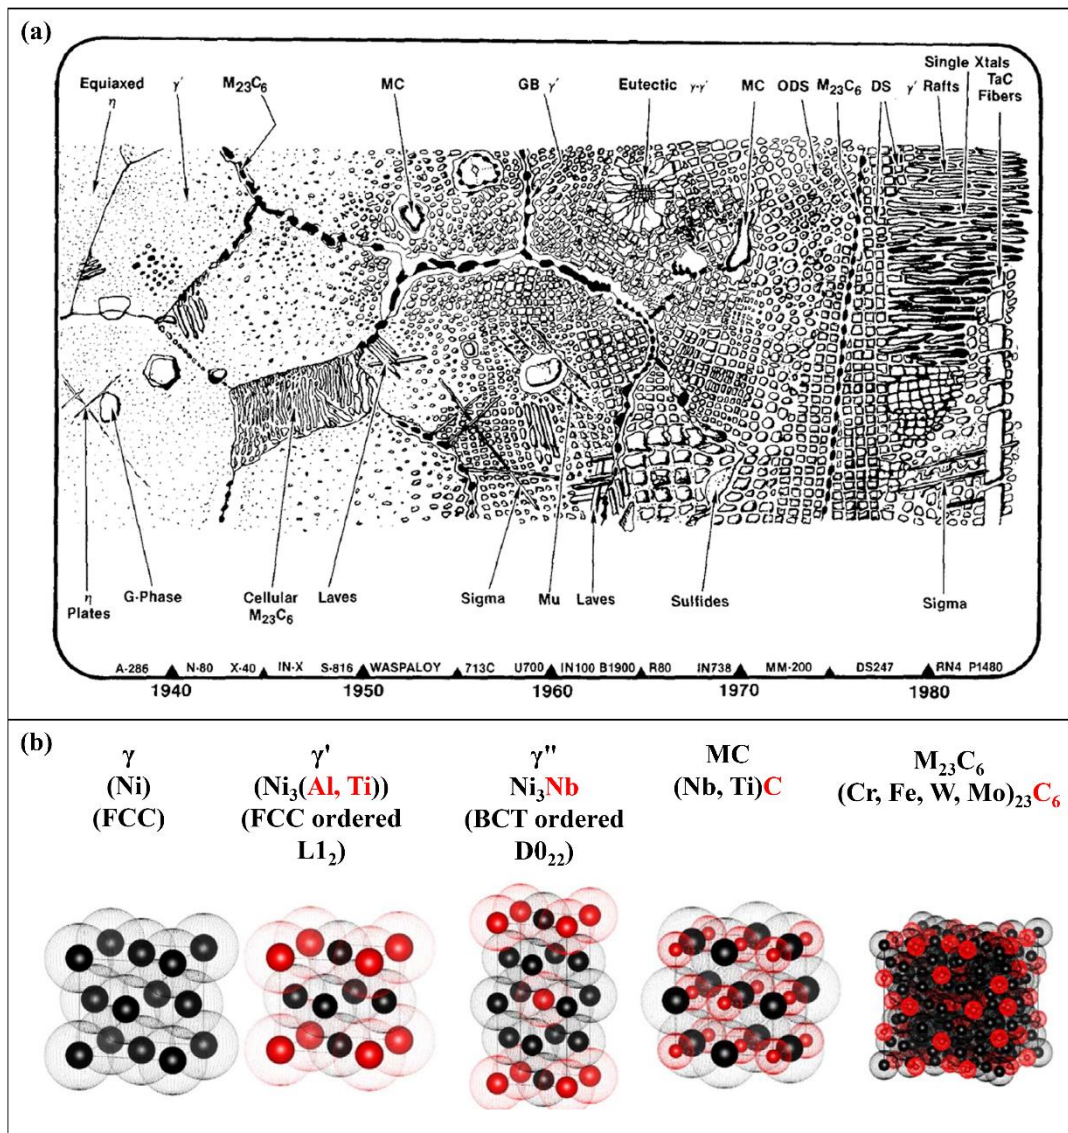 (a)
Single Xtals
Equiaxed γ' M₂₃C₆ MC GB γ' Eutectic γ-γ' MC ODS M₂₃C₆ DS γ' Rafts TaC
η Fibers
η G-Phase Cellular Laves Sigma Mu Laves Sulfides Sigma
Plates M₂₃C₆
A-286 N-80 X-40 IN-X S-816 WASPALOY 713C U700 IN100 B1900 R80 IN738 MM-200 DS247 RN4 P1480
1940 1950 1960 1970 1980
(b)
γ
(Ni)
(FCC)
γ'
(Ni₃(Al, Ti))
(FCC ordered
L1₂)
γ"
Ni₃Nb
(BCT ordered
D0₂₂)
MC
(Nb, Ti)C
M₂₃C₆
(Cr, Fe, W, Mo)₂₃C₆